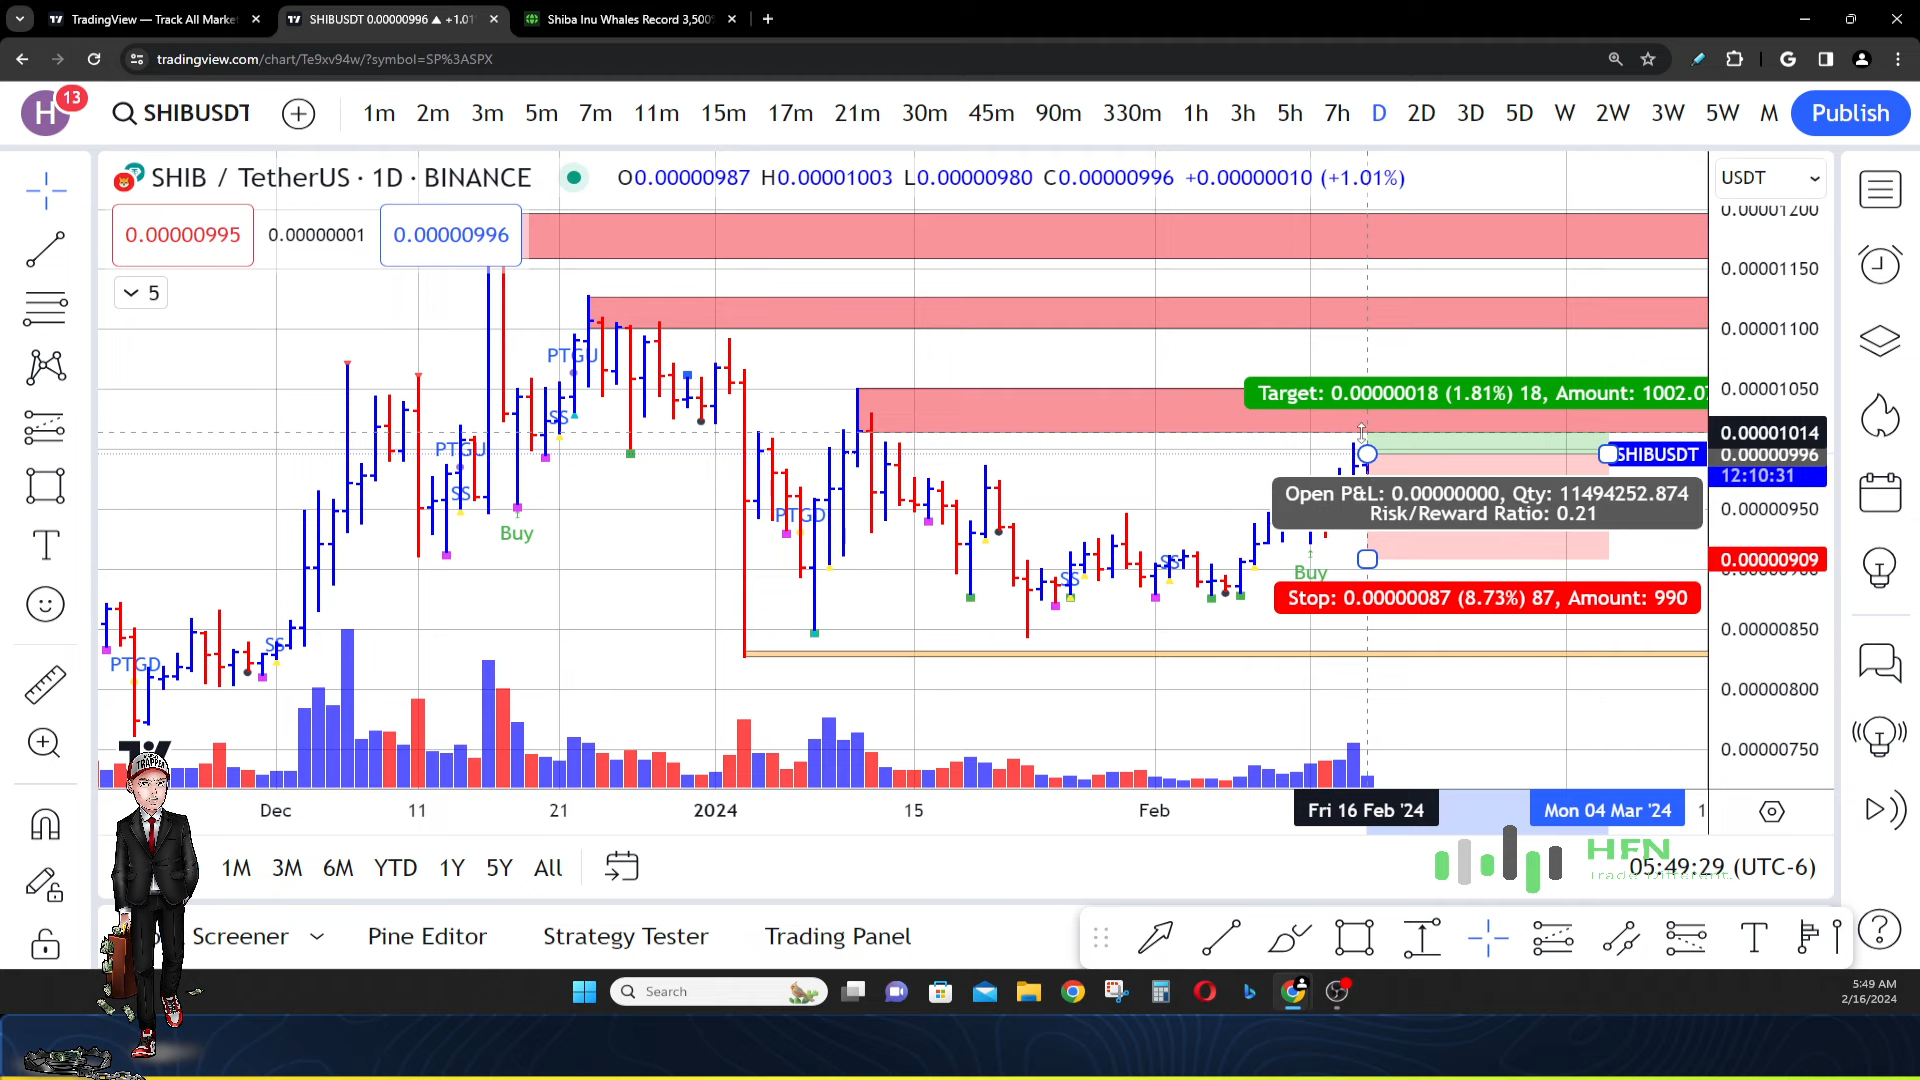 TradingView — Track All Marke
SHIBUSDT 0.00000996 ▲ +1.01%
Shiba Inu Whales Record 3,500%
tradingview.com/chart/Te9xv94w/?symbol=SP%3ASPX
H 13
SHIBUSDT
1m 2m 3m 5m 7m 11m 15m 17m 21m 30m 45m 90m 330m 1h 3h 5h 7h D 2D 3D 5D W 2W 3W 5W M
Publish
SHIB / TetherUS · 1D · BINANCE
O0.00000987 H0.00001003 L0.00000980 C0.00000996 +0.00000010 (+1.01%)
USDT
0.00000995 0.00000001 0.00000996
5
0.00001200
0.00001150
0.00001100
0.00001050
0.00001014
0.00000996
12:10:31
0.00000950
0.00000909
0.00000850
0.00000800
0.00000750
Target: 0.00000018 (1.81%) 18, Amount: 1002.07
SHIBUSDT
Open P&L: 0.00000000, Qty: 11494252.874
Risk/Reward Ratio: 0.21
Stop: 0.00000087 (8.73%) 87, Amount: 990
PTGU
SS
PTGU
SS
Buy
PTGD
SS
SS
Buy
PTGD
SS
TRAPPER
Dec 11 21 2024 15 Feb Fri 16 Feb '24 Mon 04 Mar '24 1
1M 3M 6M YTD 1Y 5Y All
HFN
Trade Different.
05:49:29 (UTC-6)
Screener
Pine Editor
Strategy Tester
Trading Panel
Search
5:49 AM
2/16/2024